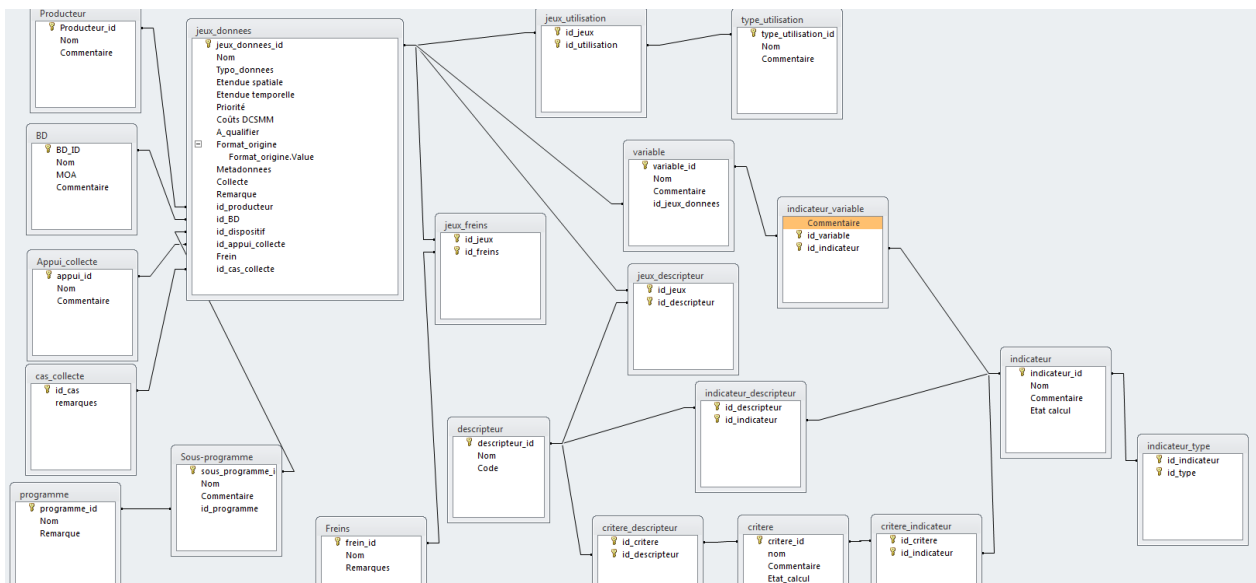 Producteur
Producteur_id
Nom
Commentaire
jeux_donnees
jeux_donnees_id
Nom
Typo_donnees
Etendue spatiale
Etendue temporelle
Priorité
Coûts DCSMM
A_qualifier
Format_origine
Format_origine.Value
Metadonnees
Collecte
Remarque
id_producteur
id_BD
id_dispositif
id_appui_collecte
Frein
id_cas_collecte
jeux_utilisation
id_jeu
id_utilisation
type_utilisation
type_utilisation_id
Nom
Commentaire
BD
BD_ID
Nom
MOA
Commentaire
variable
variable_id
Nom
Commentaire
id_jeux_donnees
indicateur_variable
Commentaire
id_variable
id_indicateur
jeux_freins
id_jeux
id_freins
Appui_collecte
appui_id
Nom
Commentaire
jeux_descripteur
id_jeux
id_descripteur
cas_collecte
id_cas
remarques
indicateur
indicateur_id
Nom
Commentaire
Etat calcul
indicateur_descripteur
id_descripteur
id_indicateur
descripteur
descripteur_id
Nom
Code
indicateur_type
id_indicateur
id_type
Sous-programme
sous_programme_i
Nom
Commentaire
id_programme
programme
programme_id
Nom
Remarque
Freins
frein_id
Nom
Remarques
critere_descripteur
id_critere
id_descripteur
critere
critere_id
nom
Commentaire
Etat_calcul
critere_indicateur
id_critere
id_indicateur